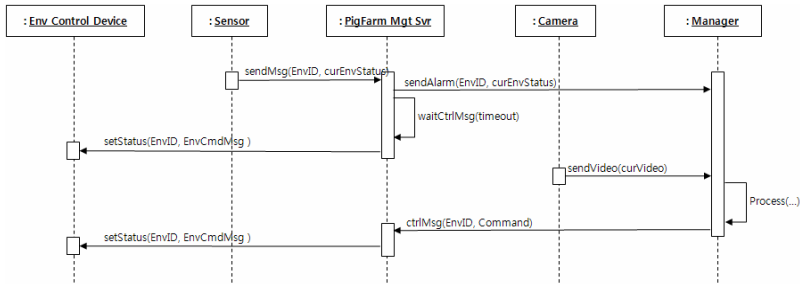 : Env Control Device
: Sensor
: PigFarm Mgt Svr
: Camera
: Manager
sendMsg(EnvID, curEnvStatus)
sendAlarm(EnvID, curEnvStatus)
waitCtrlMsg(timeout)
setStatus(EnvID, EnvCmdMsg )
sendVideo(curVideo)
Process(...)
ctrlMsg(EnvID, Command)
setStatus(EnvID, EnvCmdMsg )